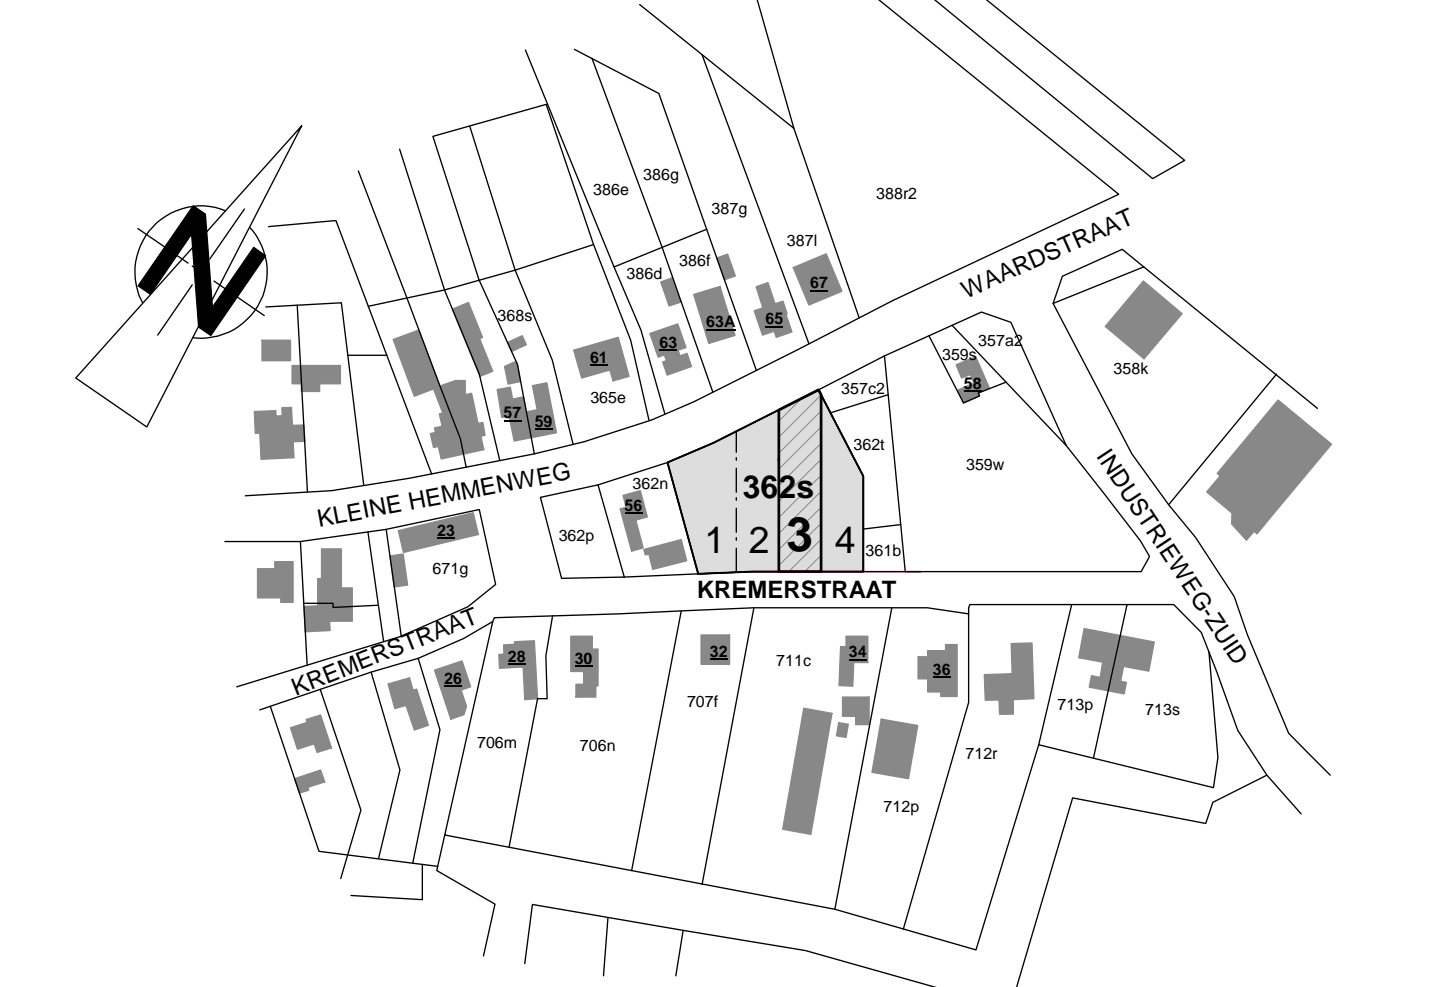 N
386e
386g
387g
388r2
387l
386d
386f
WAARDSTRAAT
67
63A
65
63
61
365e
368s
57
59
357c2
359s
357a2
58
358k
362t
359w
KLEINE HEMMENWEG
362n
56
362p
362s
1
2
3
4
361b
INDUSTRIEWEG-ZUID
23
671g
KREMERSTRAAT
KREMERSTRAAT
28
30
32
34
36
26
711c
707f
706m
706n
712p
712r
713p
713s